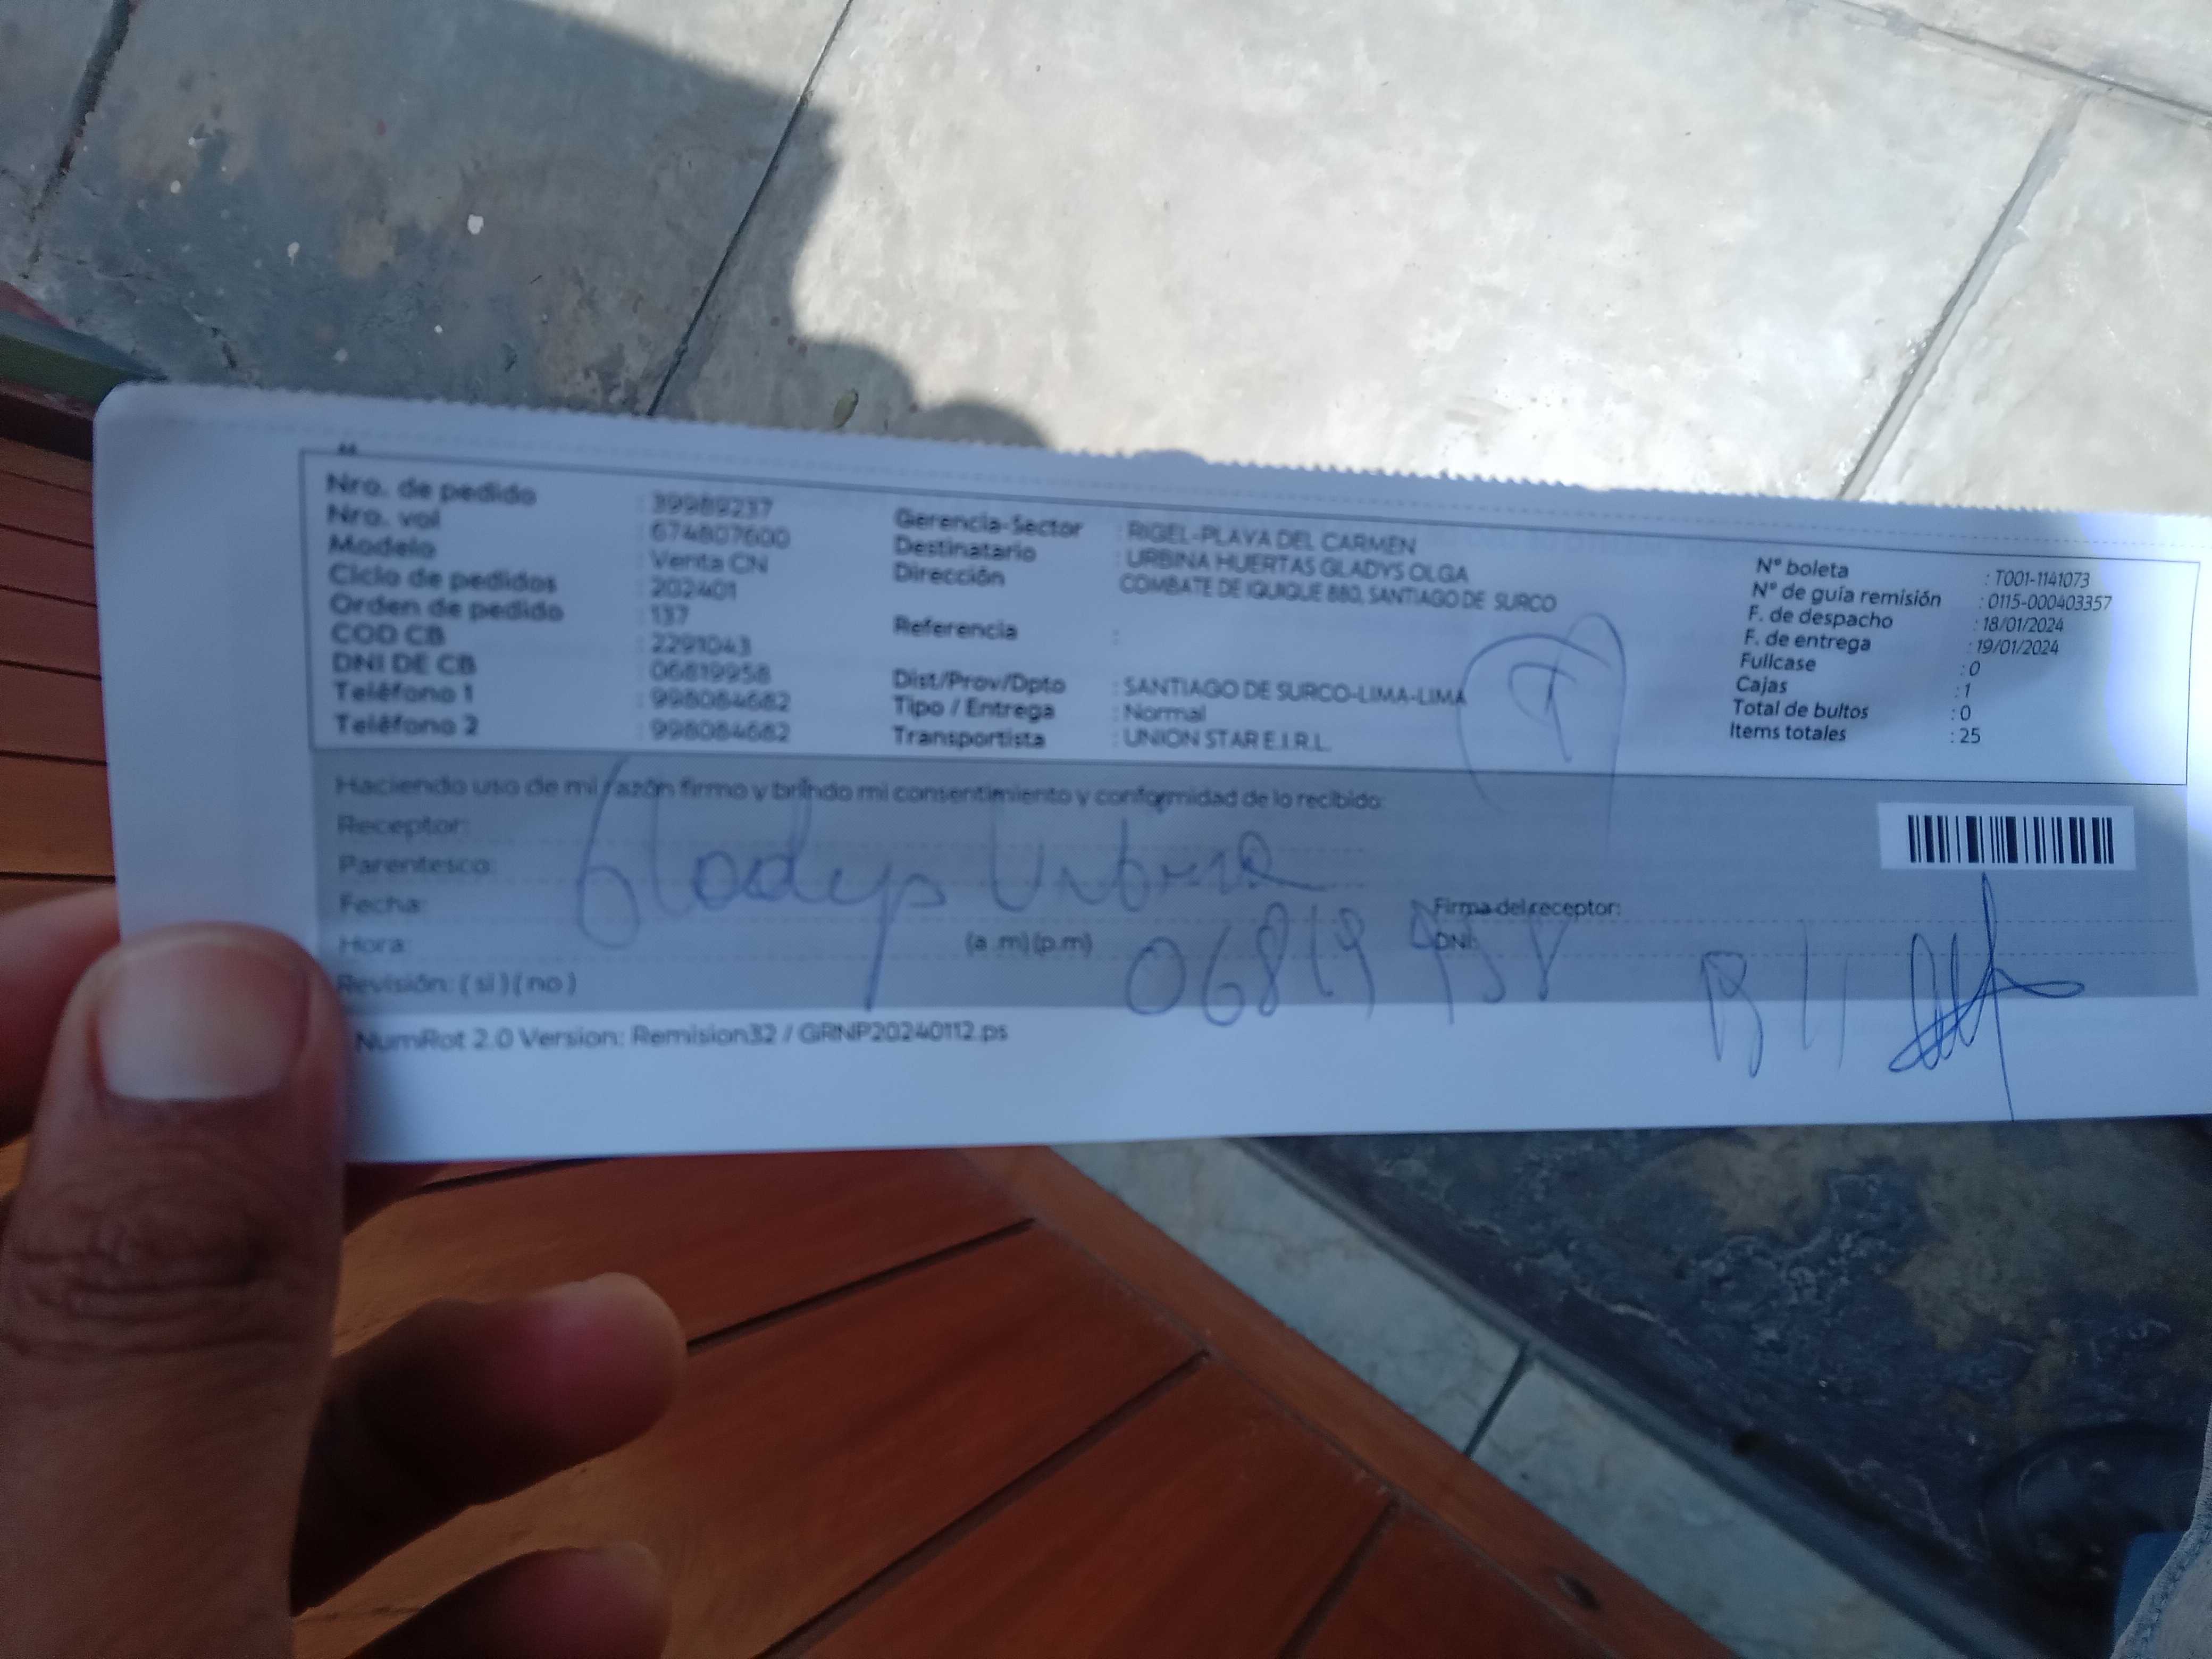 Nro. de pedido : 39989237
Nro. vol : 674807600
Modelo : Venta CN
Ciclo de pedidos : 202401
Orden de pedido : 137
COD CB : 2291043
DNI DE CB : 06819958
Teléfono 1 : 998084682
Teléfono 2 : 998084682
Gerencia-Sector : RIGEL-PLAYA DEL CARMEN
Destinatario : URBINA HUERTAS GLADYS OLGA
Dirección COMBATE DE IQUIQUE 880, SANTIAGO DE SURCO
Referencia :
Dist/Prov/Dpto : SANTIAGO DE SURCO-LIMA-LIMA
Tipo / Entrega : Normal
Transportista : UNION STAR E.I.R.L.
N° boleta : T001-1141073
N° de guía remisión : 0115-000403357
F. de despacho : 18/01/2024
F. de entrega : 19/01/2024
Fullcase : 0
Cajas : 1
Total de bultos : 0
Items totales : 25
Haciendo uso de mi razón firmo y brindo mi consentimiento y conformidad de lo recibido:
Receptor:
Parentesco: Gladys Urbina
Fecha: Firma del receptor:
Hora: (a .m) (p.m) 06819958 DNI:
Revisión: ( si ) ( no )
NumRot 2.0 Version: Remision32 / GRNP20240112.ps